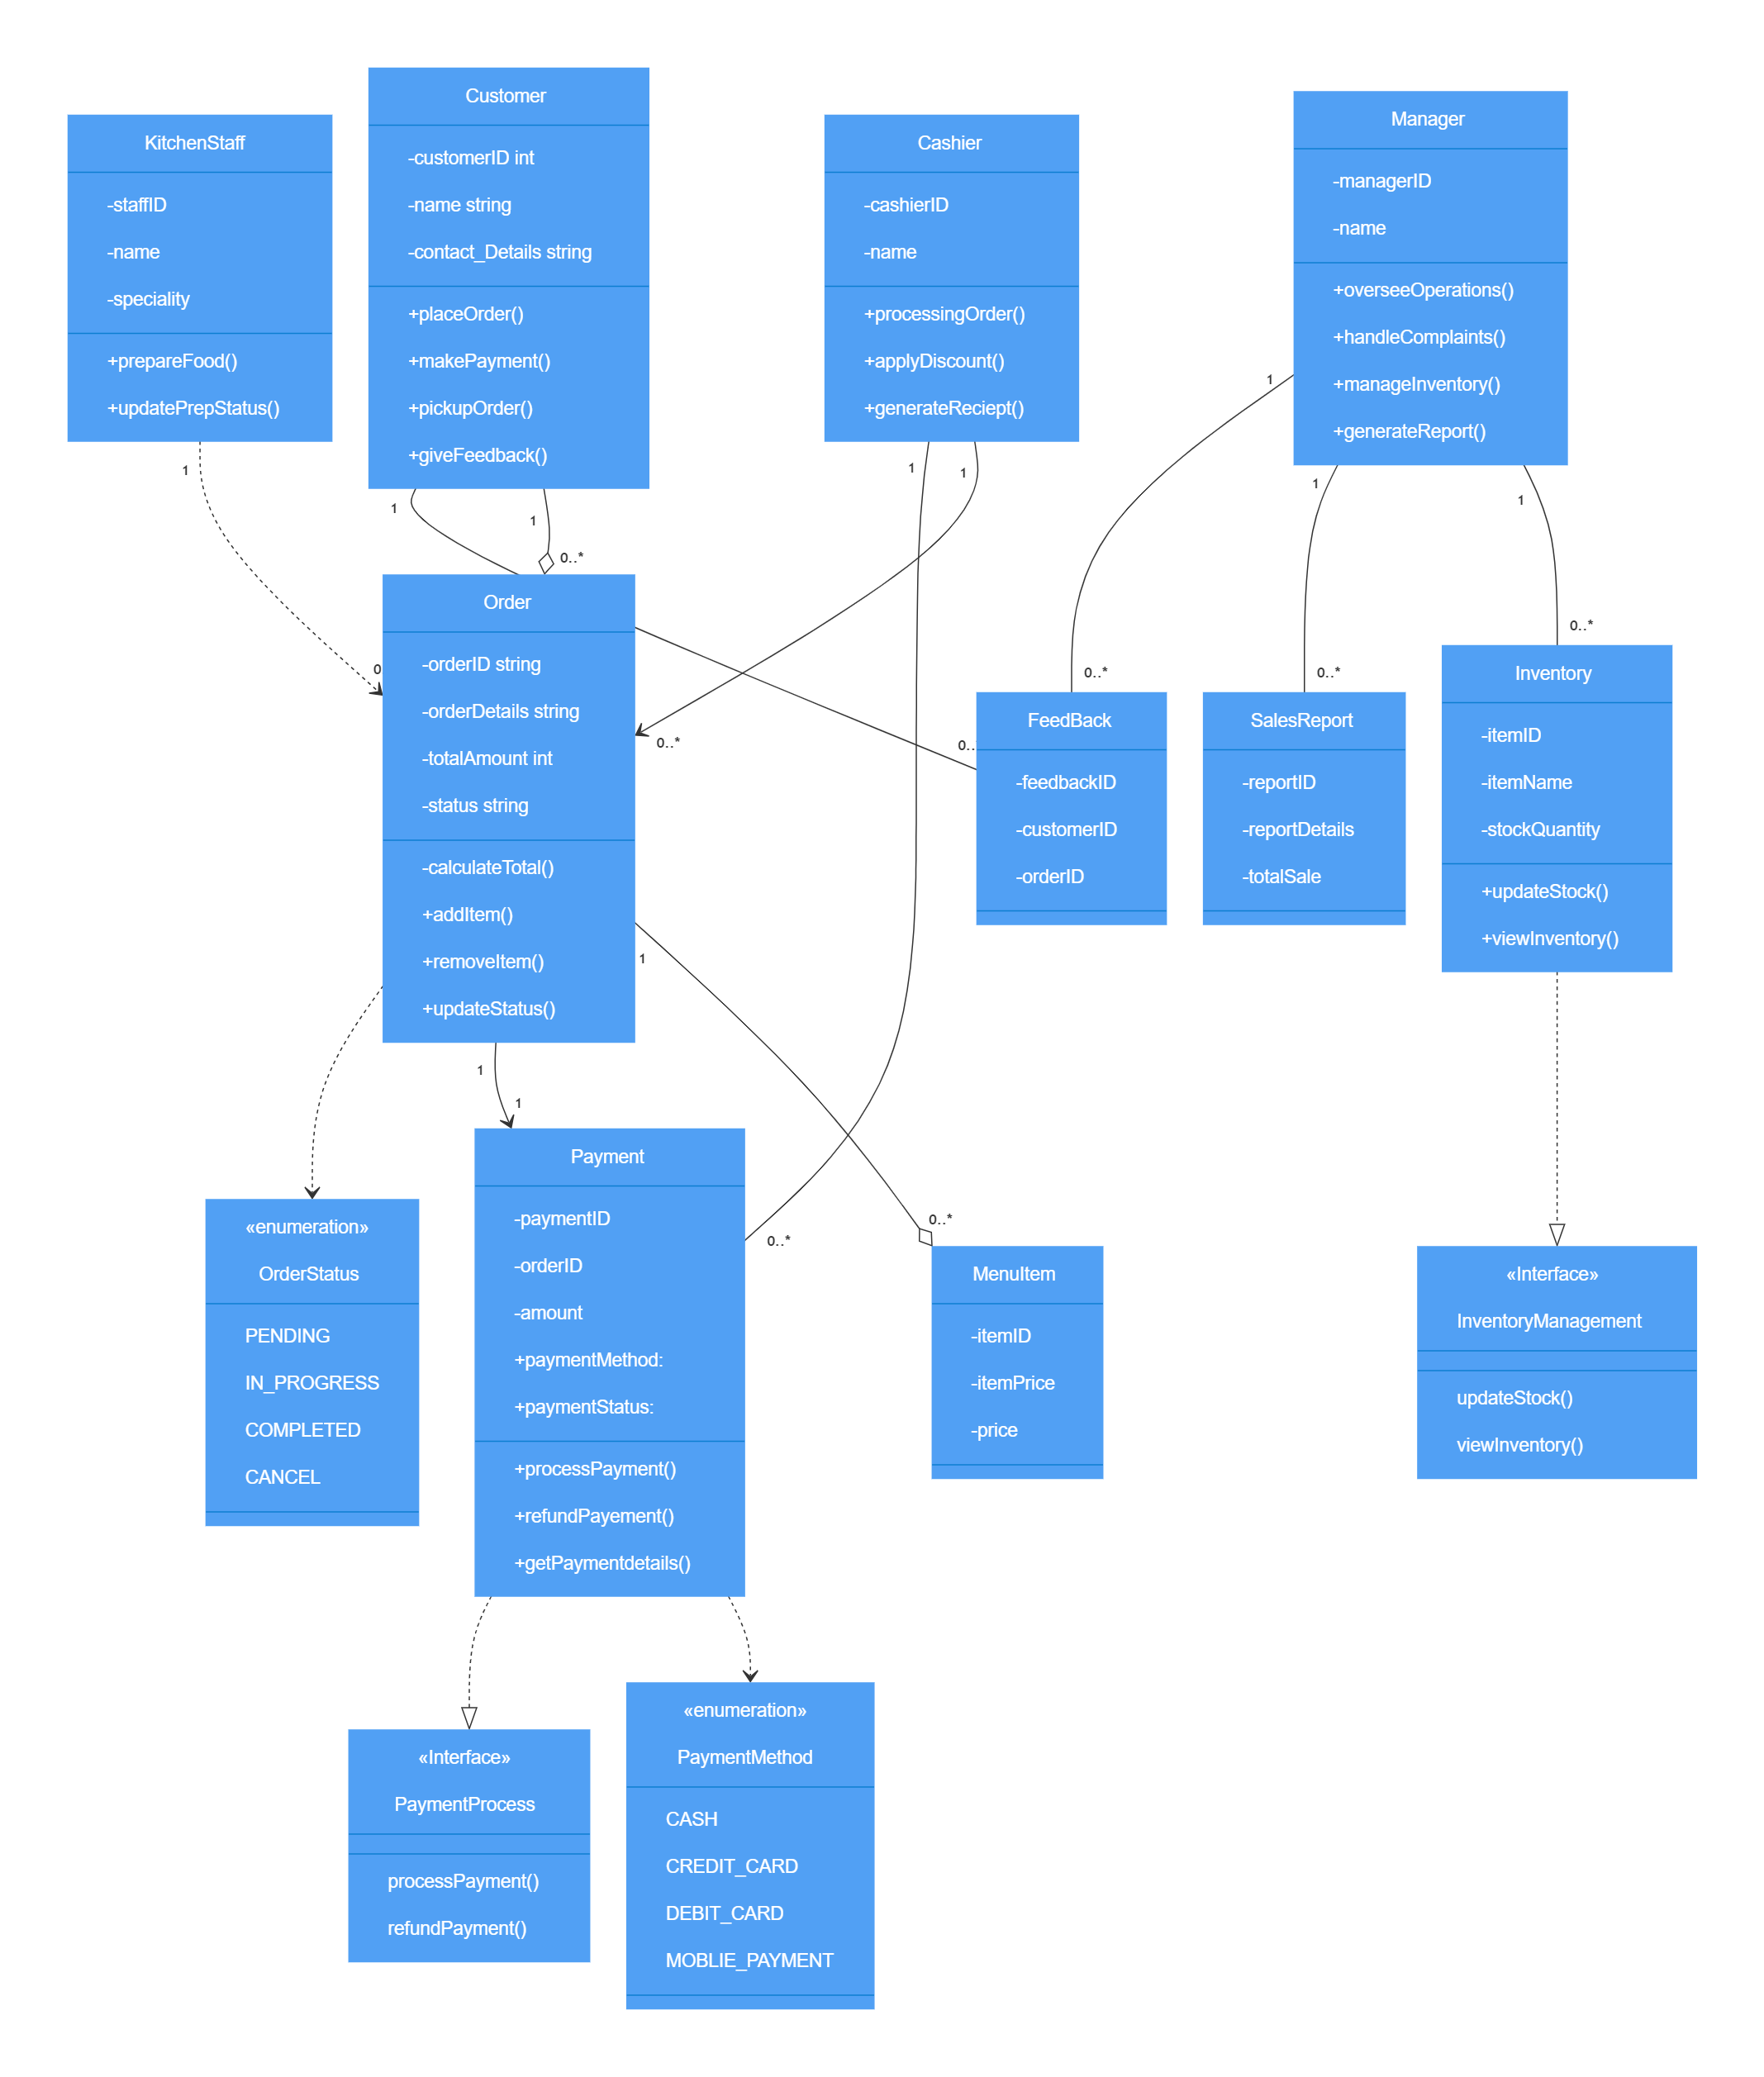 KitchenStaff
-staffID
-name
-speciality
+prepareFood()
+updatePrepStatus()
Customer
-customerID int
-name string
-contact_Details string
+placeOrder()
+makePayment()
+pickupOrder()
+giveFeedback()
Cashier
-cashierID
-name
+processingOrder()
+applyDiscount()
+generateReciept()
Manager
-managerID
-name
+overseeOperations()
+handleComplaints()
+manageInventory()
+generateReport()
1
1
1
1
1
1
1
1
0..*
0..*
0..*
0..*
0..*
Order
-orderID string
-orderDetails string
-totalAmount int
-status string
-calculateTotal()
+addItem()
+removeItem()
+updateStatus()
FeedBack
-feedbackID
-customerID
-orderID
SalesReport
-reportID
-reportDetails
-totalSale
Inventory
-itemID
-itemName
-stockQuantity
+updateStock()
+viewInventory()
1
1
1
0..*
0..*
«enumeration»
OrderStatus
PENDING
IN_PROGRESS
COMPLETED
CANCEL
Payment
-paymentID
-orderID
-amount
+paymentMethod:
+paymentStatus:
+processPayment()
+refundPayement()
+getPaymentdetails()
MenuItem
-itemID
-itemPrice
-price
«Interface»
InventoryManagement
updateStock()
viewInventory()
«Interface»
PaymentProcess
processPayment()
refundPayment()
«enumeration»
PaymentMethod
CASH
CREDIT_CARD
DEBIT_CARD
MOBLIE_PAYMENT